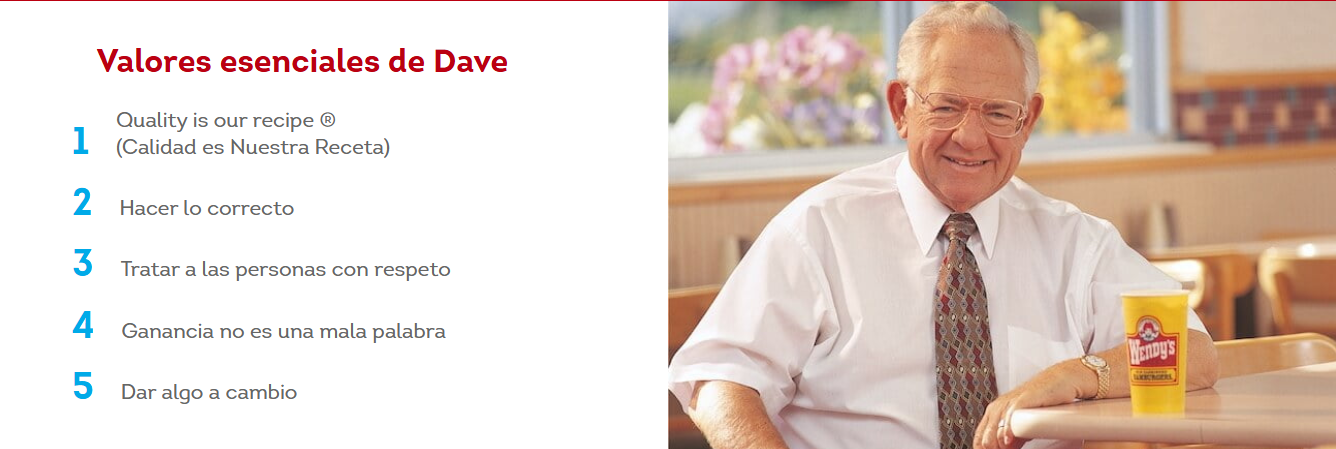 Valores esenciales de Dave
1 Quality is our recipe ®
(Calidad es Nuestra Receta)
2 Hacer lo correcto
3 Tratar a las personas con respeto
4 Ganancia no es una mala palabra
5 Dar algo a cambio
WENDY'S
HAMBURGERS